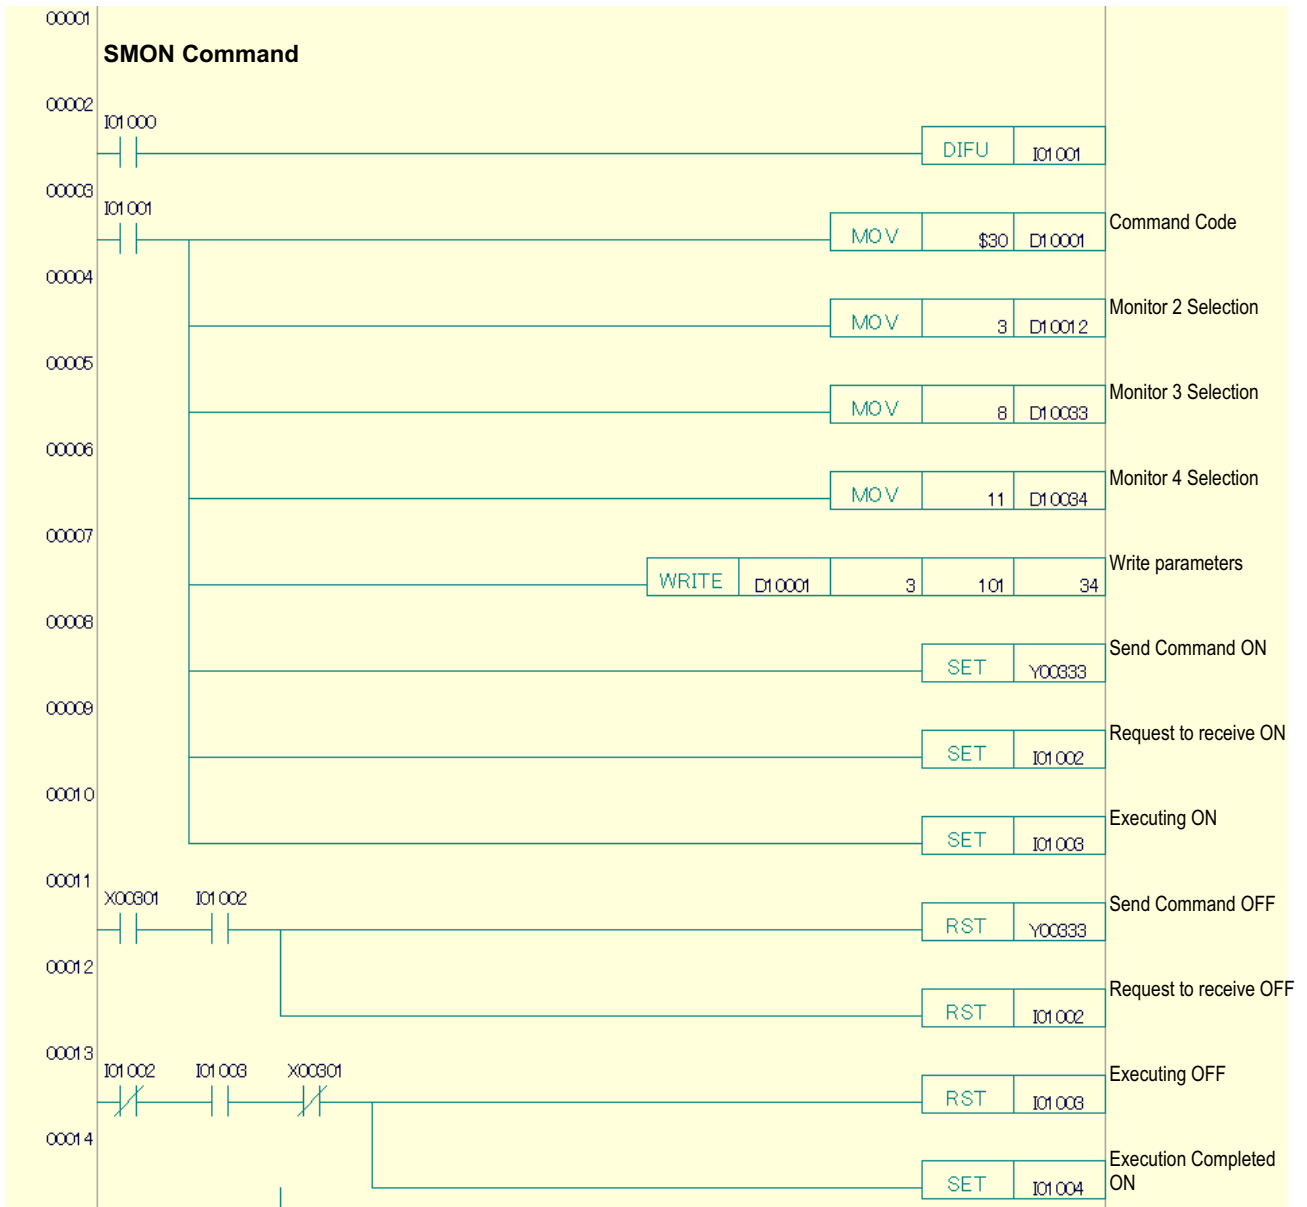 00001
SMON Command
00002
I01000
DIFU I01001
00003
I01001
MOV $30 D10001 Command Code
00004
MOV 3 D10012 Monitor 2 Selection
00005
MOV 8 D10033 Monitor 3 Selection
00006
MOV 11 D10034 Monitor 4 Selection
00007
WRITE D10001 3 101 34 Write parameters
00008
SET Y00333 Send Command ON
00009
SET I01002 Request to receive ON
00010
SET I01003 Executing ON
00011
X00301 I01002
RST Y00333 Send Command OFF
00012
RST I01002 Request to receive OFF
00013
I01002 I01003 X00301
RST I01003 Executing OFF
00014
SET I01004 Execution Completed
ON